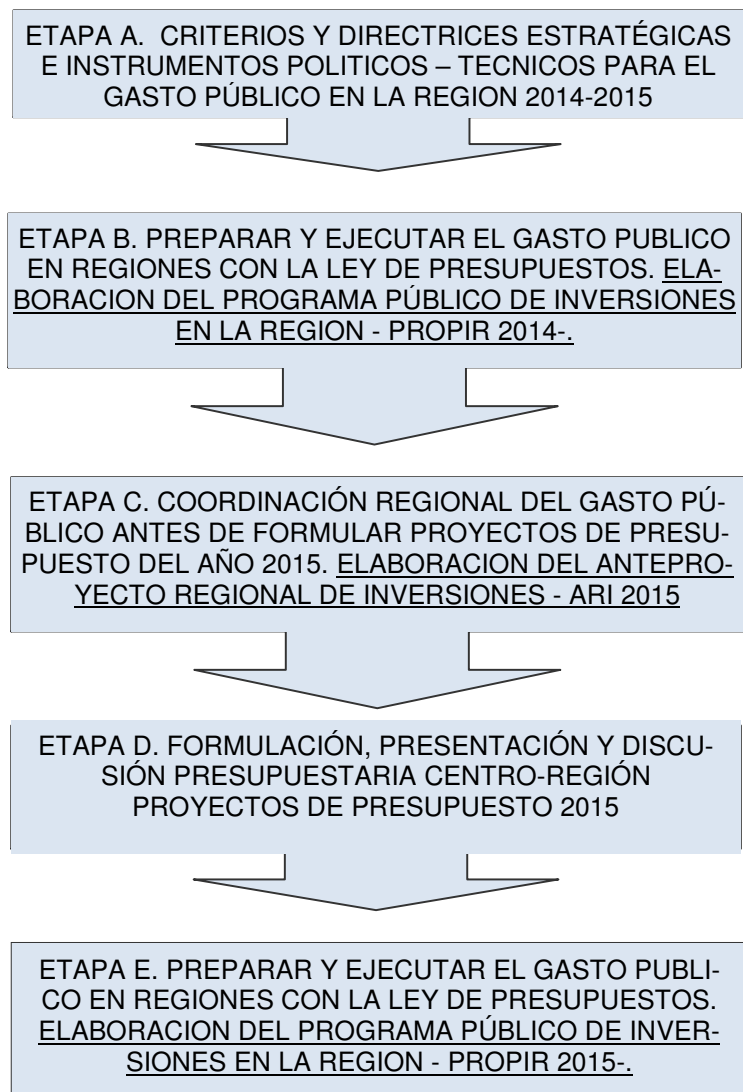 ETAPA A. CRITERIOS Y DIRECTRICES ESTRATÉGICAS
E INSTRUMENTOS POLITICOS – TECNICOS PARA EL
GASTO PÚBLICO EN LA REGION 2014-2015
ETAPA B. PREPARAR Y EJECUTAR EL GASTO PUBLICO
EN REGIONES CON LA LEY DE PRESUPUESTOS. ELA-
BORACION DEL PROGRAMA PÚBLICO DE INVERSIONES
EN LA REGION - PROPIR 2014-.
ETAPA C. COORDINACIÓN REGIONAL DEL GASTO PÚ-
BLICO ANTES DE FORMULAR PROYECTOS DE PRESU-
PUESTO DEL AÑO 2015. ELABORACION DEL ANTEPRO-
YECTO REGIONAL DE INVERSIONES - ARI 2015
ETAPA D. FORMULACIÓN, PRESENTACIÓN Y DISCU-
SIÓN PRESUPUESTARIA CENTRO-REGIÓN
PROYECTOS DE PRESUPUESTO 2015
ETAPA E. PREPARAR Y EJECUTAR EL GASTO PUBLI-
CO EN REGIONES CON LA LEY DE PRESUPUESTOS.
ELABORACION DEL PROGRAMA PÚBLICO DE INVER-
SIONES EN LA REGION - PROPIR 2015-.